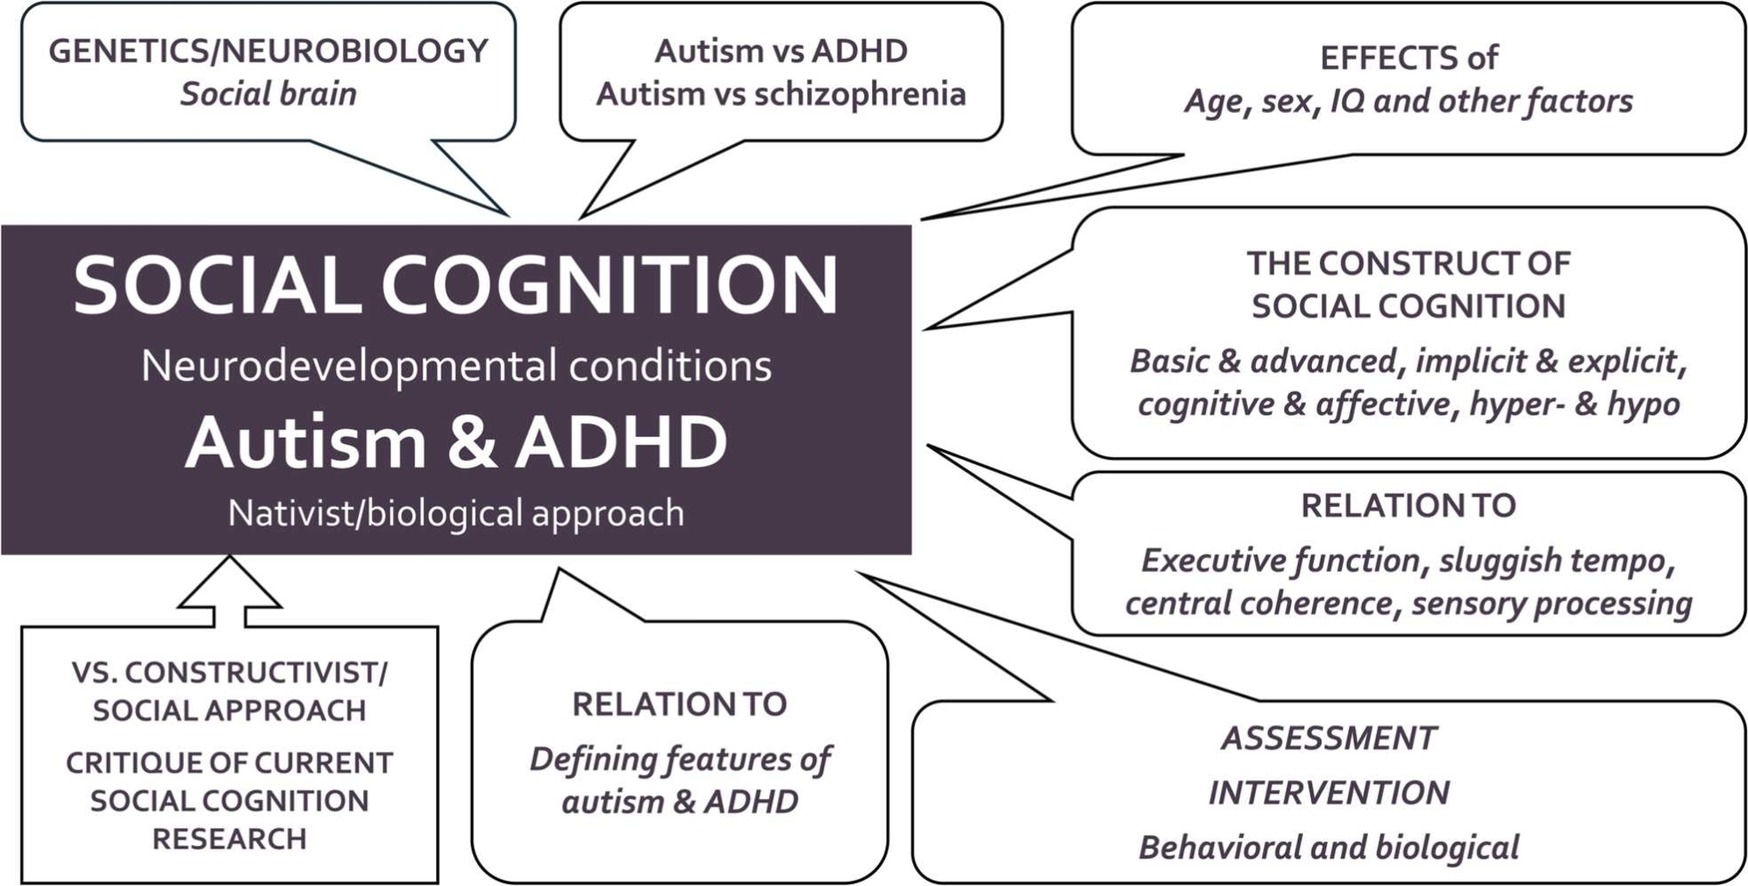 GENETICS/NEUROBIOLOGY
Social brain
Autism vs ADHD
Autism vs schizophrenia
EFFECTS of
Age, sex, IQ and other factors
SOCIAL COGNITION
Neurodevelopmental conditions
Autism & ADHD
Nativist/biological approach
THE CONSTRUCT OF
SOCIAL COGNITION
Basic & advanced, implicit & explicit,
cognitive & affective, hyper- & hypo
RELATION TO
Executive function, sluggish tempo,
central coherence, sensory processing
VS. CONSTRUCTIVIST/
SOCIAL APPROACH
CRITIQUE OF CURRENT
SOCIAL COGNITION
RESEARCH
RELATION TO
Defining features of
autism & ADHD
ASSESSMENT
INTERVENTION
Behavioral and biological